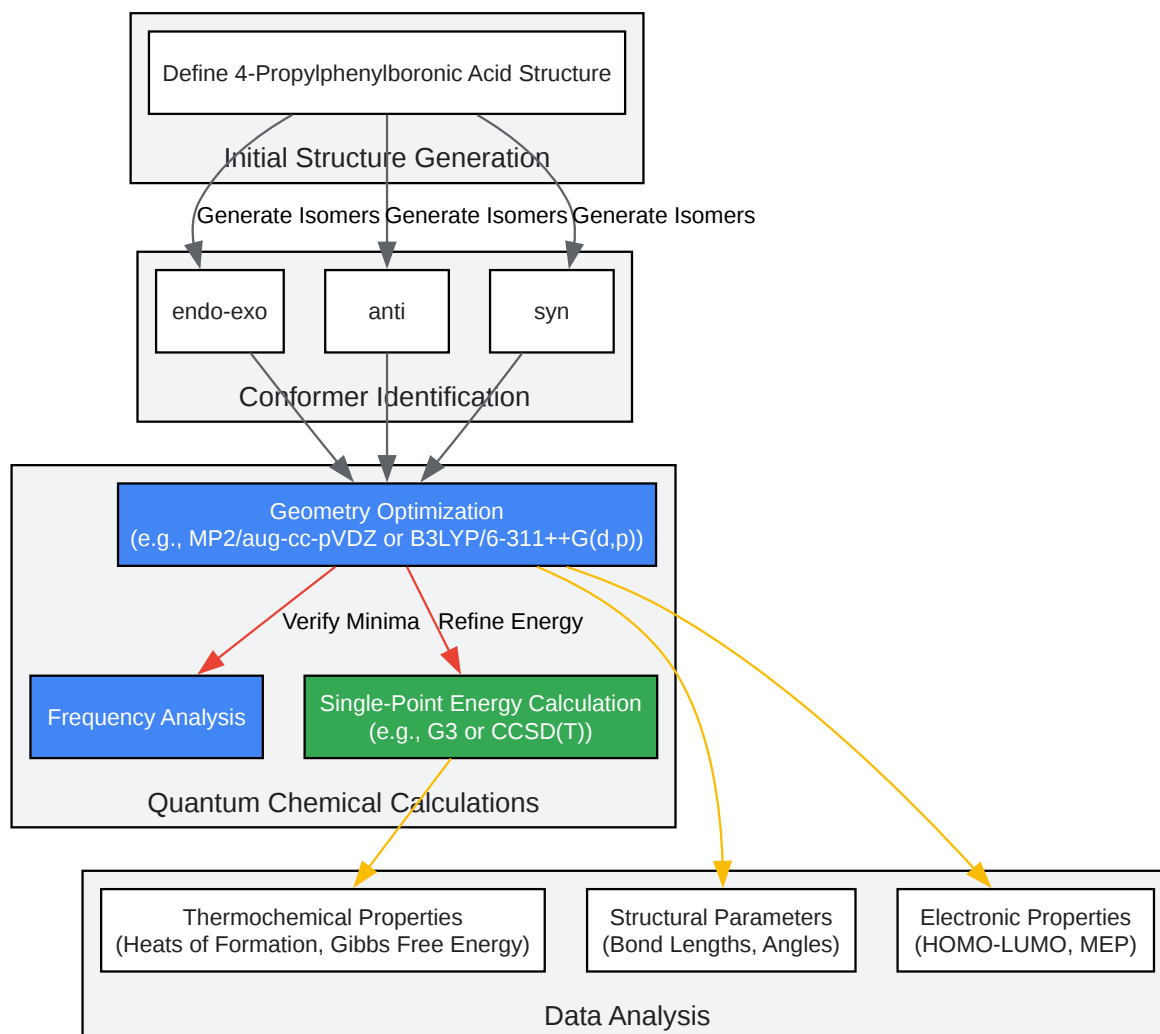 Define 4-Propylphenylboronic Acid Structure
Initial Structure Generation
Generate Isomers
Generate Isomers
Generate Isomers
endo-exo
anti
syn
Conformer Identification
Geometry Optimization
(e.g., MP2/aug-cc-pVDZ or B3LYP/6-311++G(d,p))
Verify Minima
Refine Energy
Frequency Analysis
Single-Point Energy Calculation
(e.g., G3 or CCSD(T))
Quantum Chemical Calculations
Thermochemical Properties
(Heats of Formation, Gibbs Free Energy)
Structural Parameters
(Bond Lengths, Angles)
Electronic Properties
(HOMO-LUMO, MEP)
Data Analysis